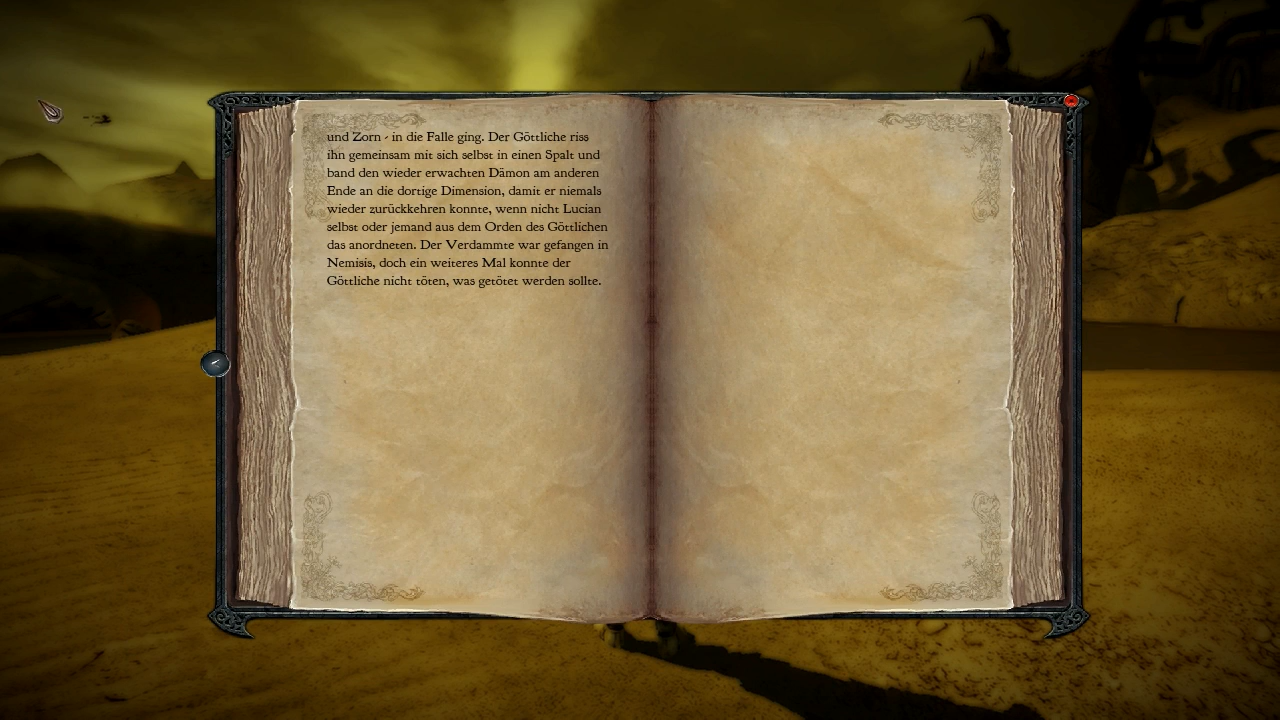 und Zorn - in die Falle ging. Der Göttliche riss
ihn gemeinsam mit sich selbst in einen Spalt und
band den wieder erwachten Dämon am anderen
Ende an die dortige Dimension, damit er niemals
wieder zurückkehren konnte, wenn nicht Lucian
selbst oder jemand aus dem Orden des Göttlichen
das anordneten. Der Verdammte war gefangen in
Nemisis, doch ein weiteres Mal konnte der
Göttliche nicht töten, was getötet werden sollte.